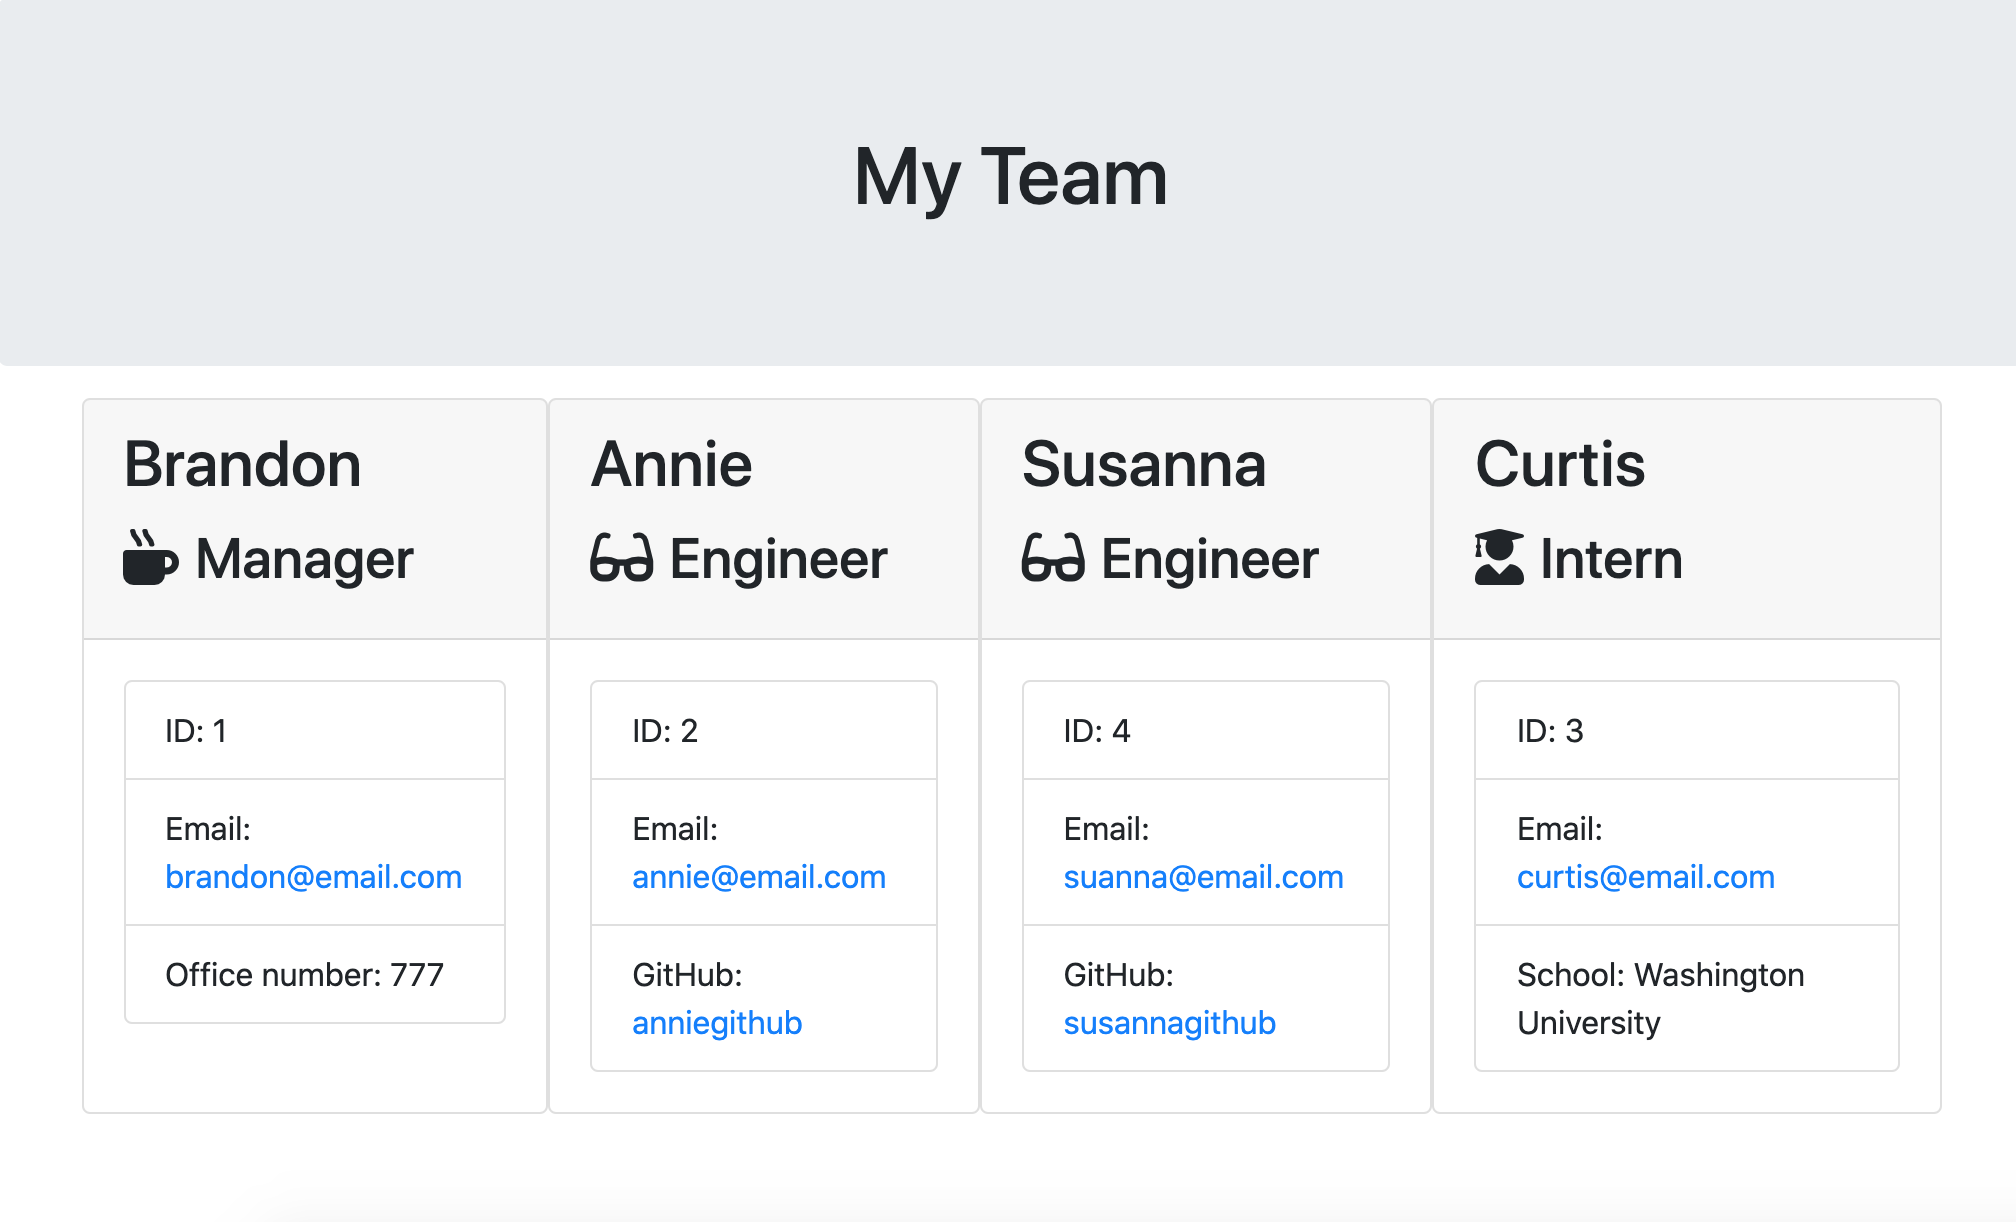 My Team
Brandon
Manager
ID: 1
Email:
brandon@email.com
Office number: 777
Annie
Engineer
ID: 2
Email:
annie@email.com
GitHub:
anniegithub
Susanna
Engineer
ID: 4
Email:
suanna@email.com
GitHub:
susannagithub
Curtis
Intern
ID: 3
Email:
curtis@email.com
School: Washington
University